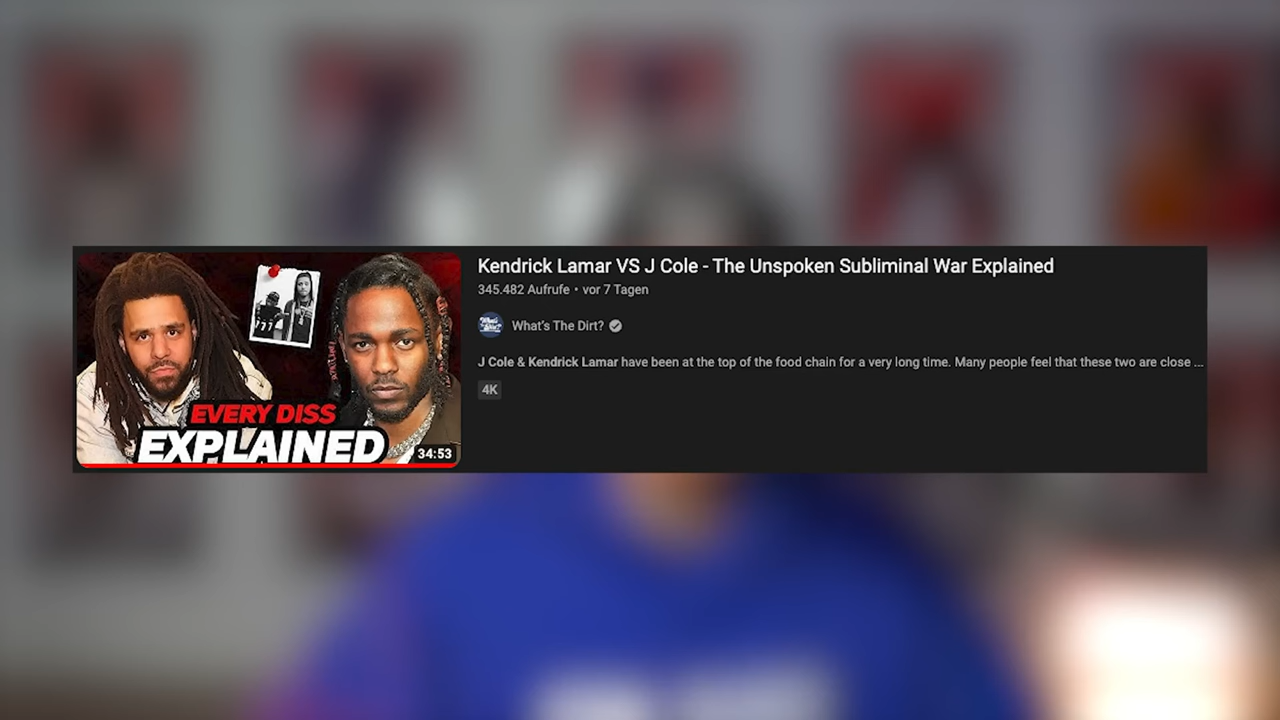 EVERY DISS
EXPLAINED
34:53
Kendrick Lamar VS J Cole - The Unspoken Subliminal War Explained
345.482 Aufrufe • vor 7 Tagen
What's The Dirt?
J Cole & Kendrick Lamar have been at the top of the food chain for a very long time. Many people feel that these two are close ...
4K